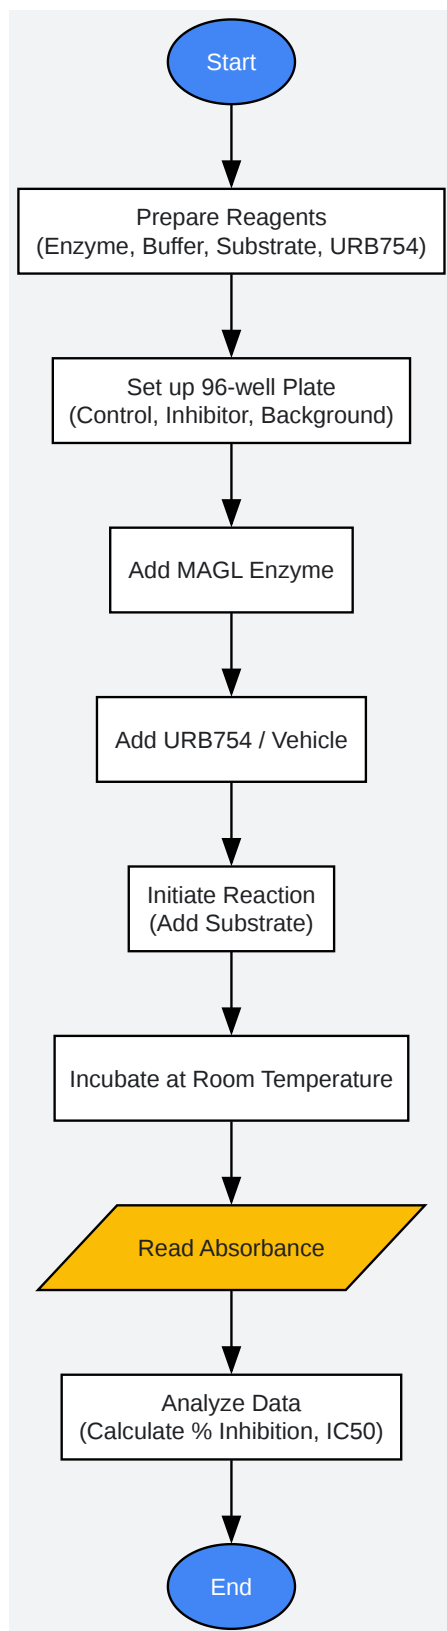 Start
Prepare Reagents
(Enzyme, Buffer, Substrate, URB754)
Set up 96-well Plate
(Control, Inhibitor, Background)
Add MAGL Enzyme
Add URB754 / Vehicle
Initiate Reaction
(Add Substrate)
Incubate at Room Temperature
Read Absorbance
Analyze Data
(Calculate % Inhibition, IC50)
End